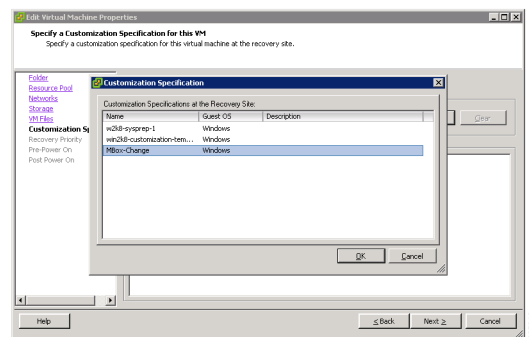 Edit Virtual Machine Properties
Specify a Customization Specification for this VM
Specify a customization specification for this virtual machine at the recovery site.
Folder
Resource Pool
Networks
Storage
VM Files
Customization Sp
Recovery Priority
Pre-Power On
Post Power On
Customization Specification
Customization Specifications at the Recovery Site:
Name Guest OS Description
w2k8-sysprep-1 Windows
win2k8-customization-tem... Windows
MBox-Change Windows
OK Cancel
Clear
Help ≤ Back Next ≥ Cancel